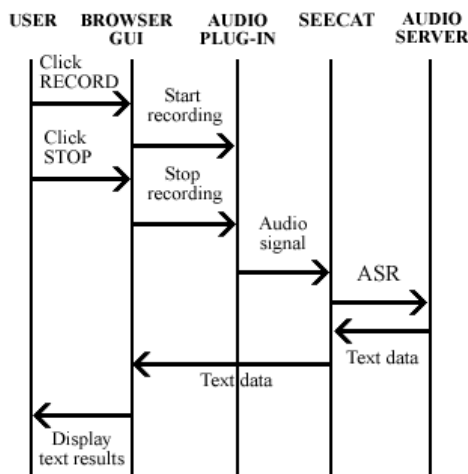 USER BROWSER GUI AUDIO PLUG-IN SEECAT AUDIO SERVER
Click
RECORD
Start
recording
Click
STOP
Stop
recording
Audio
signal
ASR
Text data
Text data
Display
text results